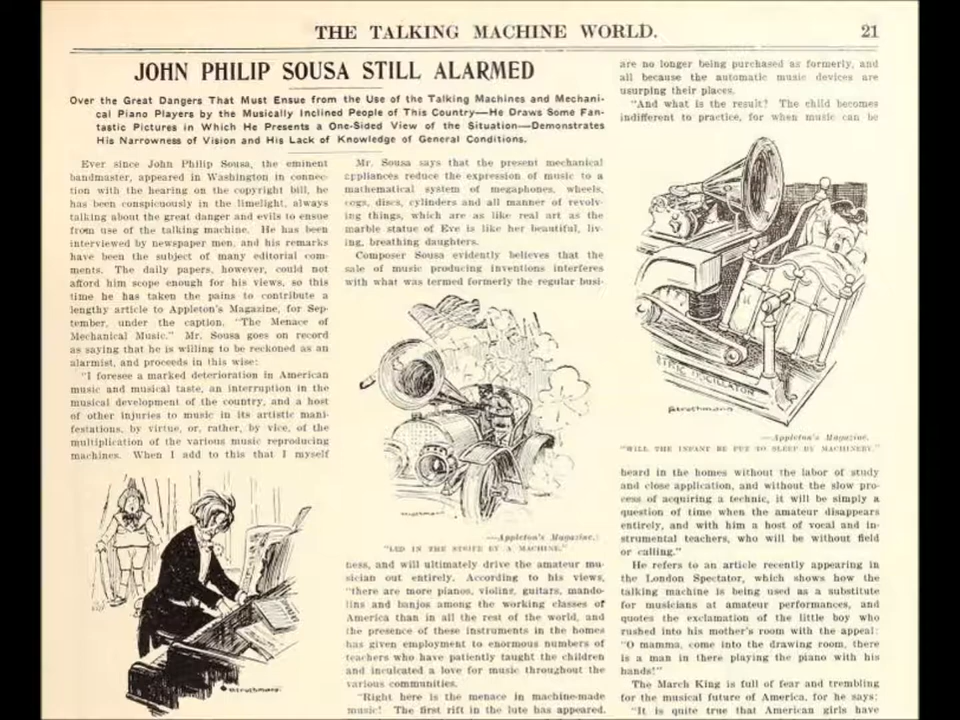 THE TALKING MACHINE WORLD.
21
JOHN PHILIP SOUSA STILL ALARMED
Over the Great Dangers That Must Ensue from the Use of the Talking Machines and Mechani-
cal Piano Players by the Musically Inclined People of This Country—He Draws Some Fan-
tastic Pictures in Which He Presents a One-Sided View of the Situation—Demonstrates
His Narrowness of Vision and His Lack of Knowledge of General Conditions.
Ever since John Philip Sousa, the eminent
bandmaster, appeared in Washington in connec-
tion with the hearing on the copyright bill, he
has been conspicuously in the limelight, always
talking about the great danger and evils to ensue
from use of the talking machine. He has been
interviewed by newspaper men, and his remarks
have been the subject of many editorial com-
ments. The daily papers, however, could not
afford him scope enough for his views, so this
time he has taken the pains to contribute a
lengthy article to Appleton's Magazine, for Sep-
tember, under the caption, "The Menace of
Mechanical Music." Mr. Sousa goes on record
as saying that he is willing to be reckoned as an
alarmist, and proceeds in this wise:
"I foresee a marked deterioration in American
music and musical taste, an interruption in the
musical development of the country, and a host
of other injuries to music in its artistic mani-
festations, by virtue, or, rather, by vice, of the
multiplication of the various music reproducing
machines. When I add to this that I myself
Strothmann
Mr. Sousa says that the present mechanical
appliances reduce the expression of music to a
mathematical system of megaphones, wheels,
cogs, discs, cylinders and all manner of revolv-
ing things, which are as like real art as the
marble statue of Eve is like her beautiful, liv-
ing, breathing daughters.
Composer Sousa evidently believes that the
sale of music producing inventions interferes
with what was termed formerly the regular busi-
—Appleton's Magazine.
"LED IN THE STRIFE BY A MACHINE."
ness, and will ultimately drive the amateur mu-
sician out entirely. According to his views,
"there are more pianos, violins, guitars, mando-
lins and banjos among the working classes of
America than in all the rest of the world, and
the presence of these instruments in the homes
has given employment to enormous numbers of
teachers who have patiently taught the children
and inculcated a love for music throughout the
various communities.
"Right here is the menace in machine-made
music! The first rift in the lute has appeared.
are no longer being purchased as formerly, and
all because the automatic music devices are
usurping their places.
"And what is the result? The child becomes
indifferent to practice, for when music can be
Strothmann
—Appleton's Magazine.
"WILL THE INFANT BE PUT TO SLEEP BY MACHINERY."
heard in the homes without the labor of study
and close application, and without the slow pro-
cess of acquiring a technic, it will be simply a
question of time when the amateur disappears
entirely, and with him a host of vocal and in-
strumental teachers, who will be without field
or calling."
He refers to an article recently appearing in
the London Spectator, which shows how the
talking machine is being used as a substitute
for musicians at amateur performances, and
quotes the exclamation of the little boy who
rushed into his mother's room with the appeal:
"O mamma, come into the drawing room, there
is a man in there playing the piano with his
hands!"
The March King is full of fear and trembling
for the musical future of America, for he says:
"It is quite true that American girls have